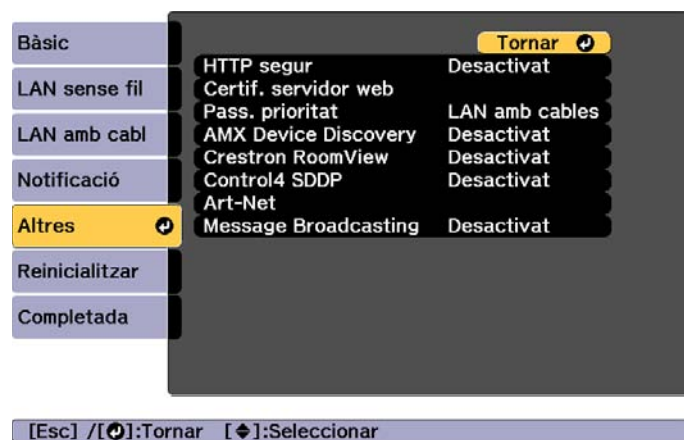 Bàsic
LAN sense fil
LAN amb cabl
Notificació
Altres
Reinicialitzar
Completada
Tornar
HTTP segur Desactivat
Certif. servidor web
Pass. prioritat LAN amb cables
AMX Device Discovery Desactivat
Crestron RoomView Desactivat
Control4 SDDP Desactivat
Art-Net
Message Broadcasting Desactivat
[Esc] /[⏎]:Tornar [◆]:Seleccionar